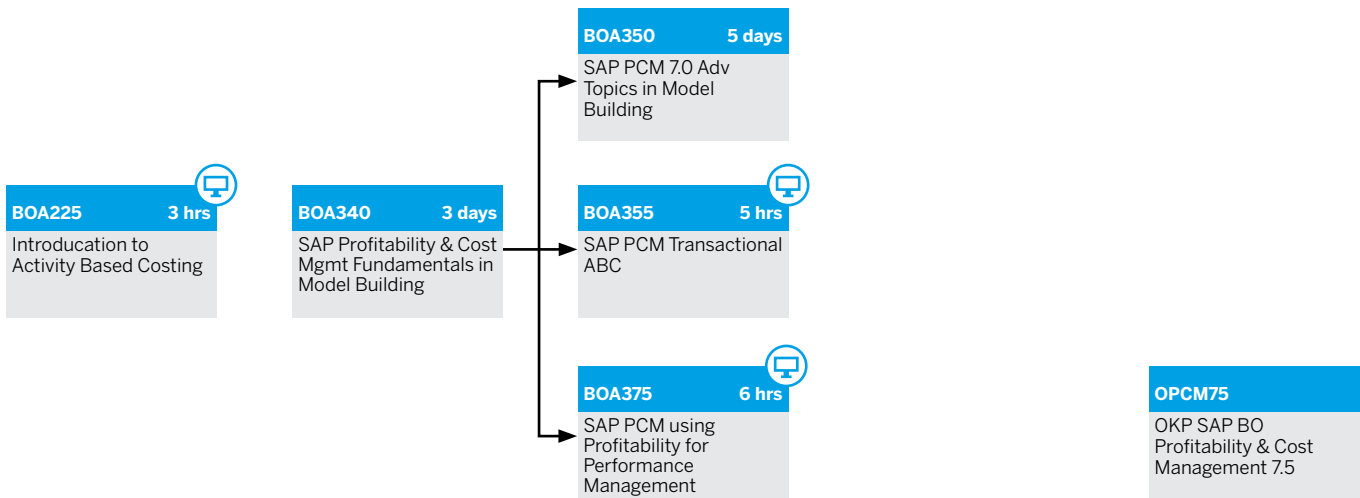 BOA350 5 days
SAP PCM 7.0 Adv
Topics in Model
Building
BOA225 3 hrs
Introducation to
Activity Based Costing
BOA340 3 days
SAP Profitability & Cost
Mgmt Fundamentals in
Model Building
BOA355 5 hrs
SAP PCM Transactional
ABC
BOA375 6 hrs
SAP PCM using
Profitability for
Performance
Management
OPCM75
OKP SAP BO
Profitability & Cost
Management 7.5